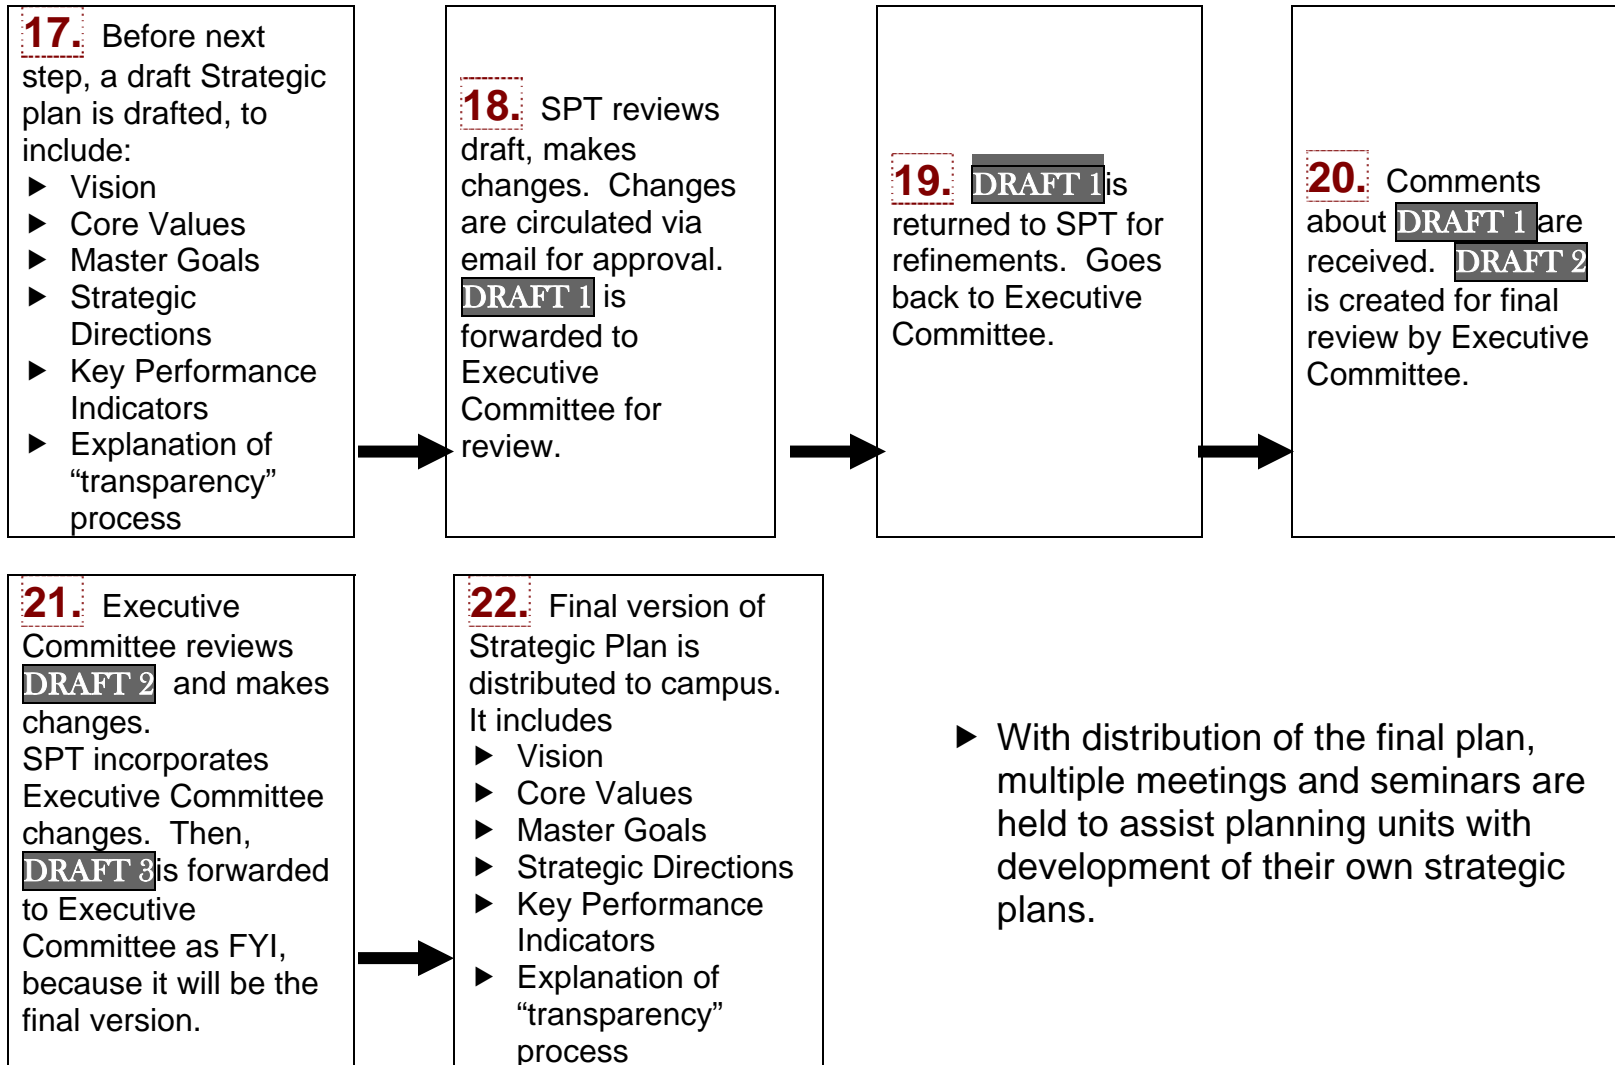 17. Before next
step, a draft Strategic
plan is drafted, to
include:
▶ Vision
▶ Core Values
▶ Master Goals
▶ Strategic
Directions
▶ Key Performance
Indicators
▶ Explanation of
“transparency”
process
18. SPT reviews
draft, makes
changes. Changes
are circulated via
email for approval.
DRAFT 1 is
forwarded to
Executive
Committee for
review.
19. DRAFT 1 is
returned to SPT for
refinements. Goes
back to Executive
Committee.
20. Comments
about DRAFT 1 are
received. DRAFT 2
is created for final
review by Executive
Committee.
21. Executive
Committee reviews
DRAFT 2 and makes
changes.
SPT incorporates
Executive Committee
changes. Then,
DRAFT 3 is forwarded
to Executive
Committee as FYI,
because it will be the
final version.
22. Final version of
Strategic Plan is
distributed to campus.
It includes
▶ Vision
▶ Core Values
▶ Master Goals
▶ Strategic Directions
▶ Key Performance
Indicators
▶ Explanation of
“transparency”
process
▶ With distribution of the final plan,
multiple meetings and seminars are
held to assist planning units with
development of their own strategic
plans.